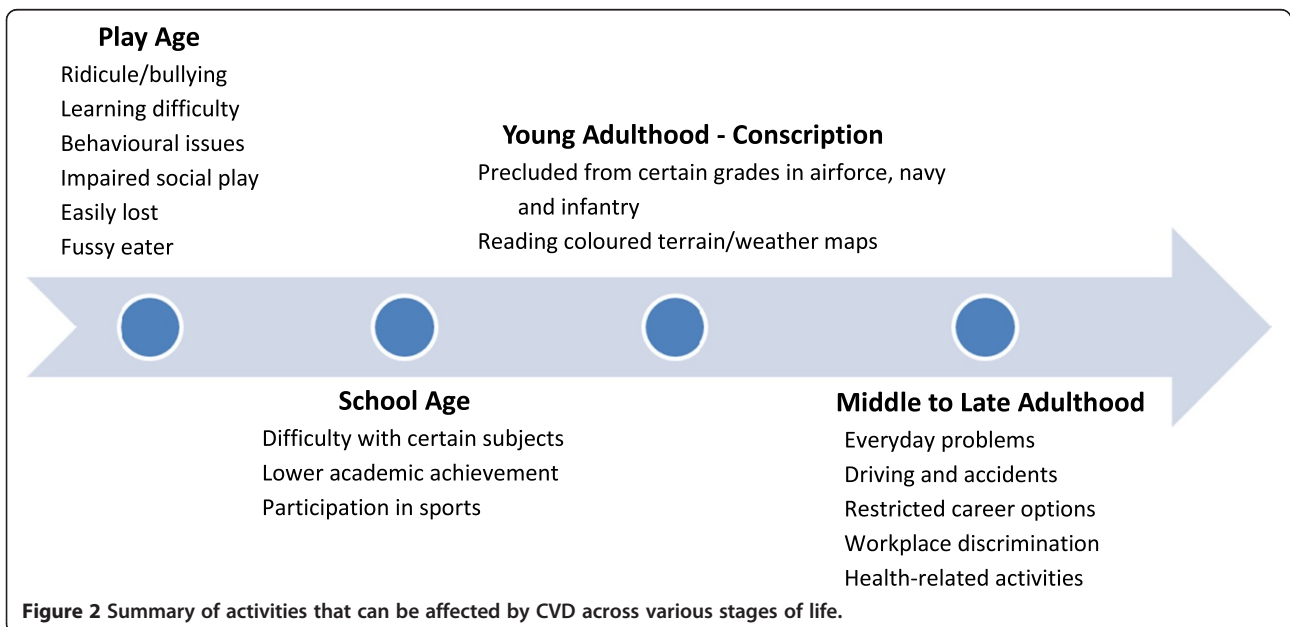 Play Age
Ridicule/bullying
Learning difficulty
Behavioural issues
Impaired social play
Easily lost
Fussy eater
Young Adulthood - Conscription
Precluded from certain grades in airforce, navy
and infantry
Reading coloured terrain/weather maps
School Age
Difficulty with certain subjects
Lower academic achievement
Participation in sports
Middle to Late Adulthood
Everyday problems
Driving and accidents
Restricted career options
Workplace discrimination
Health-related activities
Figure 2 Summary of activities that can be affected by CVD across various stages of life.